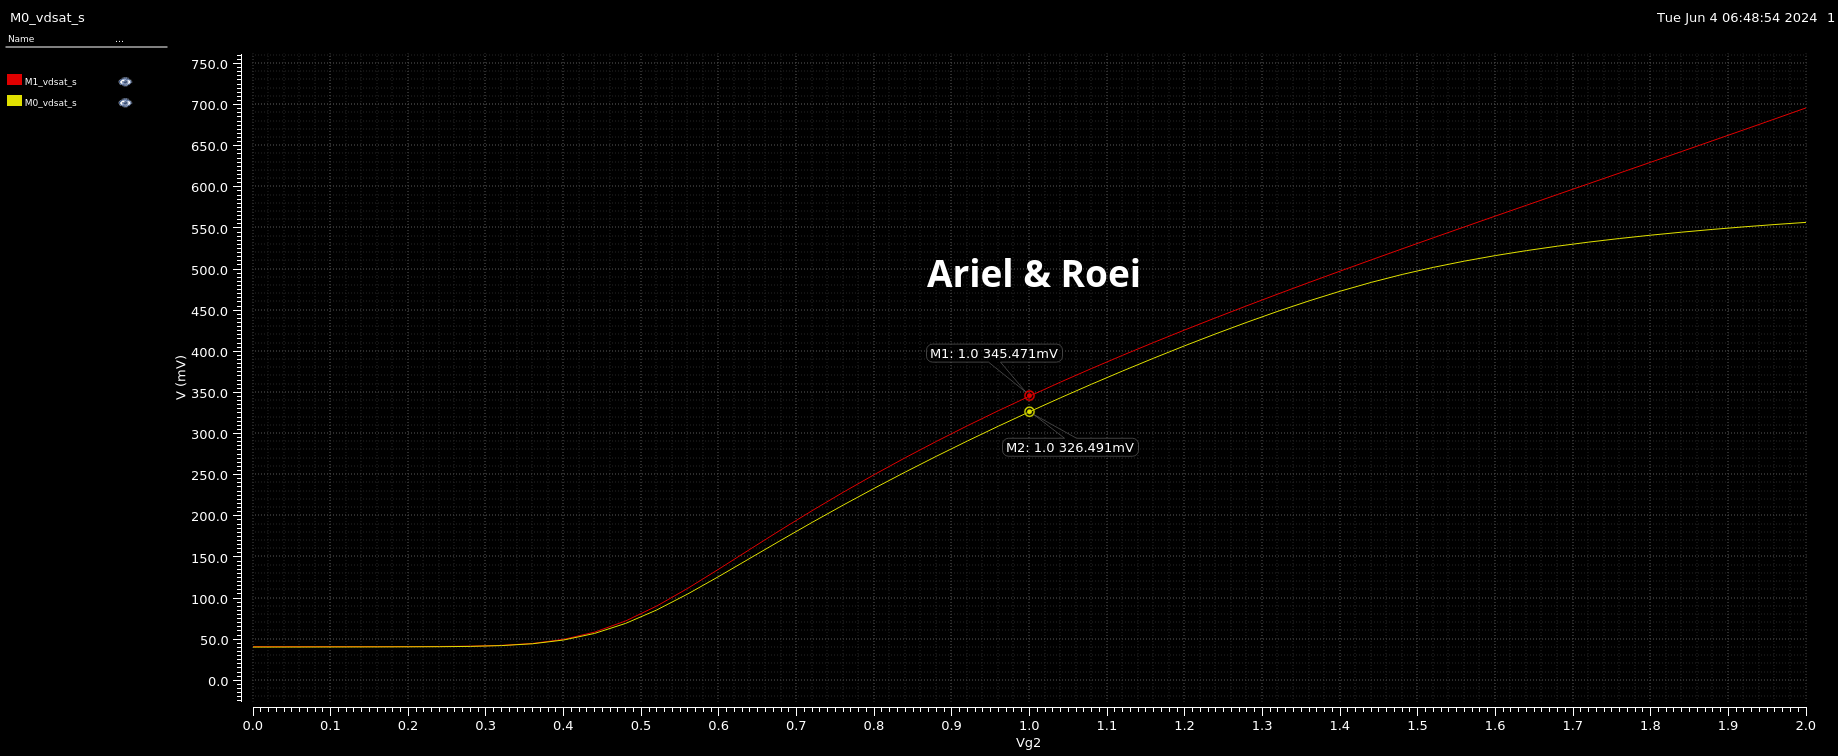 M0_vdsat_s
Tue Jun 4 06:48:54 2024 1
Name ...
M1_vdsat_s
M0_vdsat_s
750.0
700.0
650.0
600.0
550.0
500.0
450.0
400.0
350.0
300.0
250.0
200.0
150.0
100.0
50.0
0.0
V (mV)
Ariel & Roei
M1: 1.0 345.471mV
M2: 1.0 326.491mV
0.0 0.1 0.2 0.3 0.4 0.5 0.6 0.7 0.8 0.9 1.0 1.1 1.2 1.3 1.4 1.5 1.6 1.7 1.8 1.9 2.0
Vg2